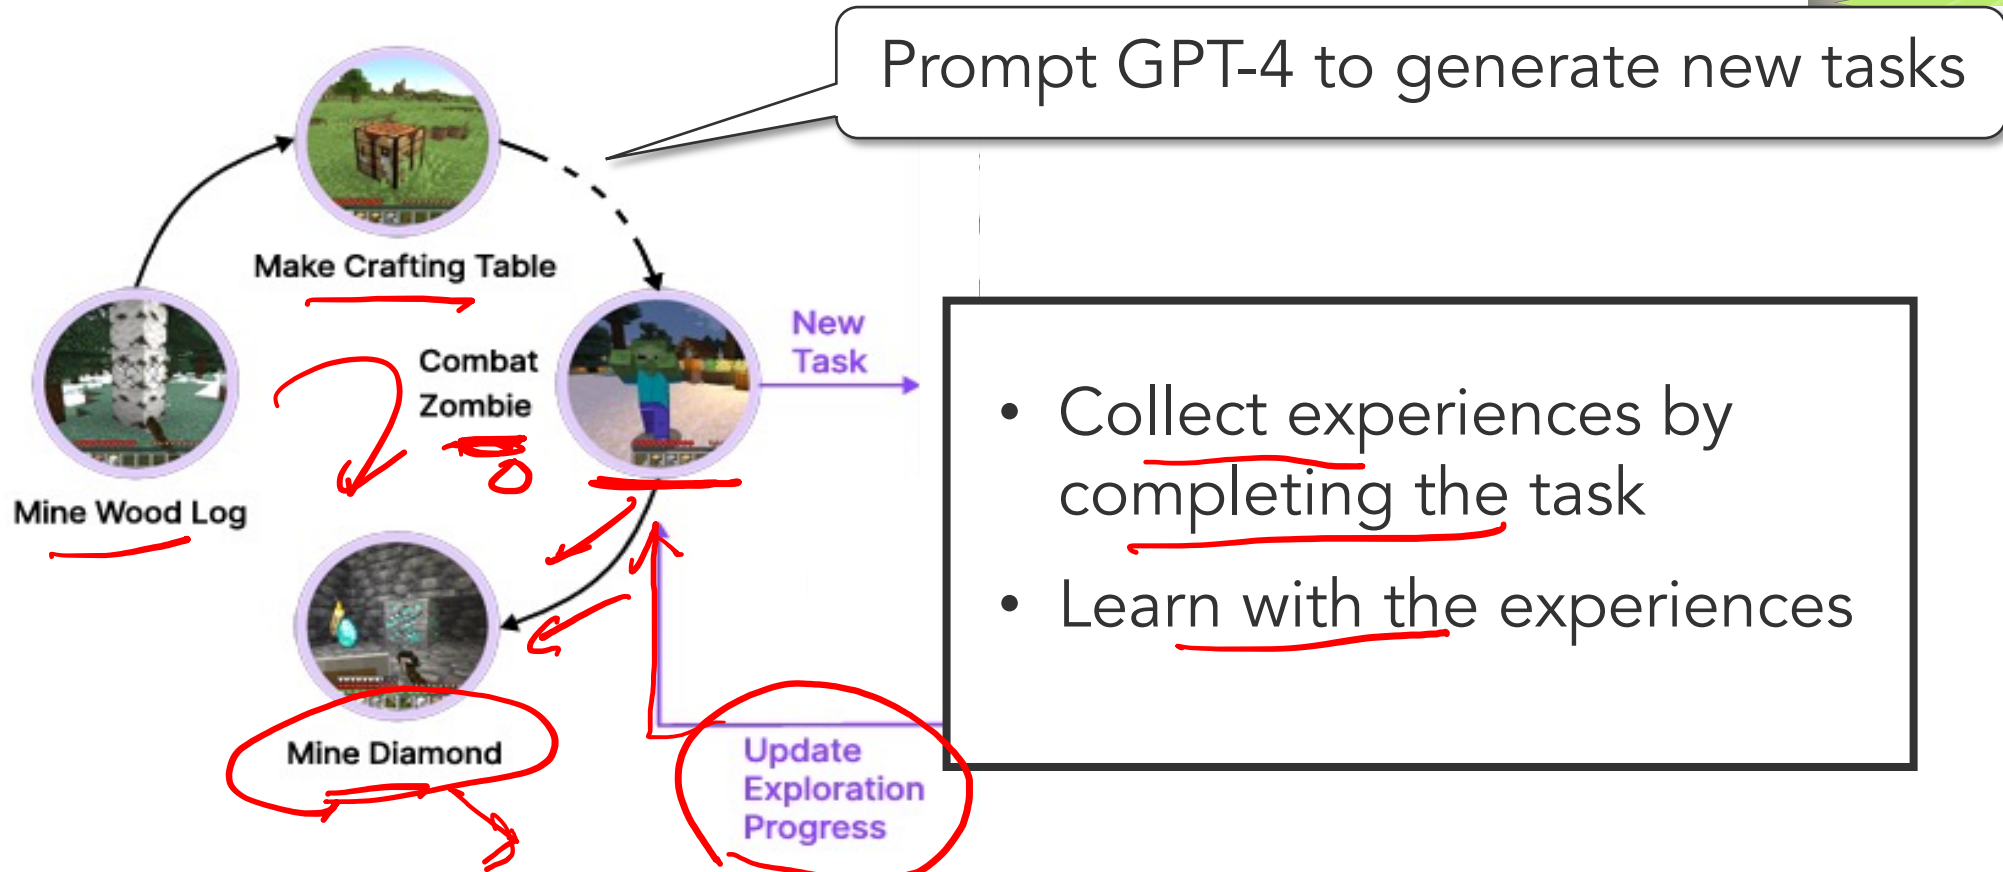 Prompt GPT-4 to generate new tasks
Make Crafting Table
Combat
Zombie
New
Task
Mine Wood Log
Mine Diamond
Update
Exploration
Progress
• Collect experiences by
completing the task
• Learn with the experiences